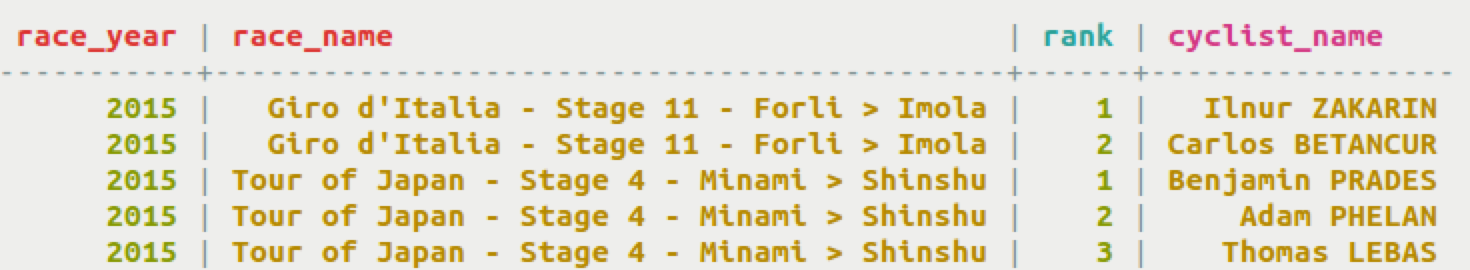 race_year | race_name                                  | rank | cyclist_name
-----------+--------------------------------------------+------+-----------------
      2015 |   Giro d'Italia - Stage 11 - Forli > Imola |    1 |   Ilnur ZAKARIN
      2015 |   Giro d'Italia - Stage 11 - Forli > Imola |    2 | Carlos BETANCUR
      2015 | Tour of Japan - Stage 4 - Minami > Shinshu |    1 | Benjamin PRADES
      2015 | Tour of Japan - Stage 4 - Minami > Shinshu |    2 |     Adam PHELAN
      2015 | Tour of Japan - Stage 4 - Minami > Shinshu |    3 |    Thomas LEBAS